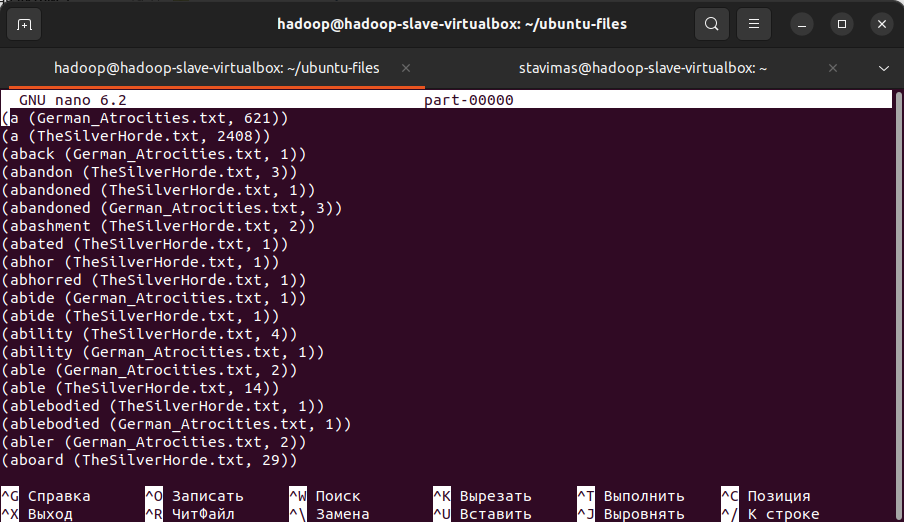 hadoop@hadoop-slave-virtualbox: ~/ubuntu-files
hadoop@hadoop-slave-virtualbox: ~/ubuntu-files
stavimas@hadoop-slave-virtualbox: ~
GNU nano 6.2 part-00000
(a (German_Atrocities.txt, 621))
(a (TheSilverHorde.txt, 2408))
(aback (German_Atrocities.txt, 1))
(abandon (TheSilverHorde.txt, 3))
(abandoned (TheSilverHorde.txt, 1))
(abandoned (German_Atrocities.txt, 3))
(abashment (TheSilverHorde.txt, 2))
(abated (TheSilverHorde.txt, 1))
(abhor (TheSilverHorde.txt, 1))
(abhorred (TheSilverHorde.txt, 1))
(abide (German_Atrocities.txt, 1))
(abide (TheSilverHorde.txt, 1))
(ability (TheSilverHorde.txt, 4))
(ability (German_Atrocities.txt, 1))
(able (German_Atrocities.txt, 2))
(able (TheSilverHorde.txt, 14))
(ablebodied (TheSilverHorde.txt, 1))
(ablebodied (German_Atrocities.txt, 1))
(abler (German_Atrocities.txt, 2))
(aboard (TheSilverHorde.txt, 29))
^G Справка ^O Записать ^W Поиск ^K Вырезать ^T Выполнить ^C Позиция
^X Выход ^R ЧитФайл ^\ Замена ^U Вставить ^J Выровнять ^/ К строке